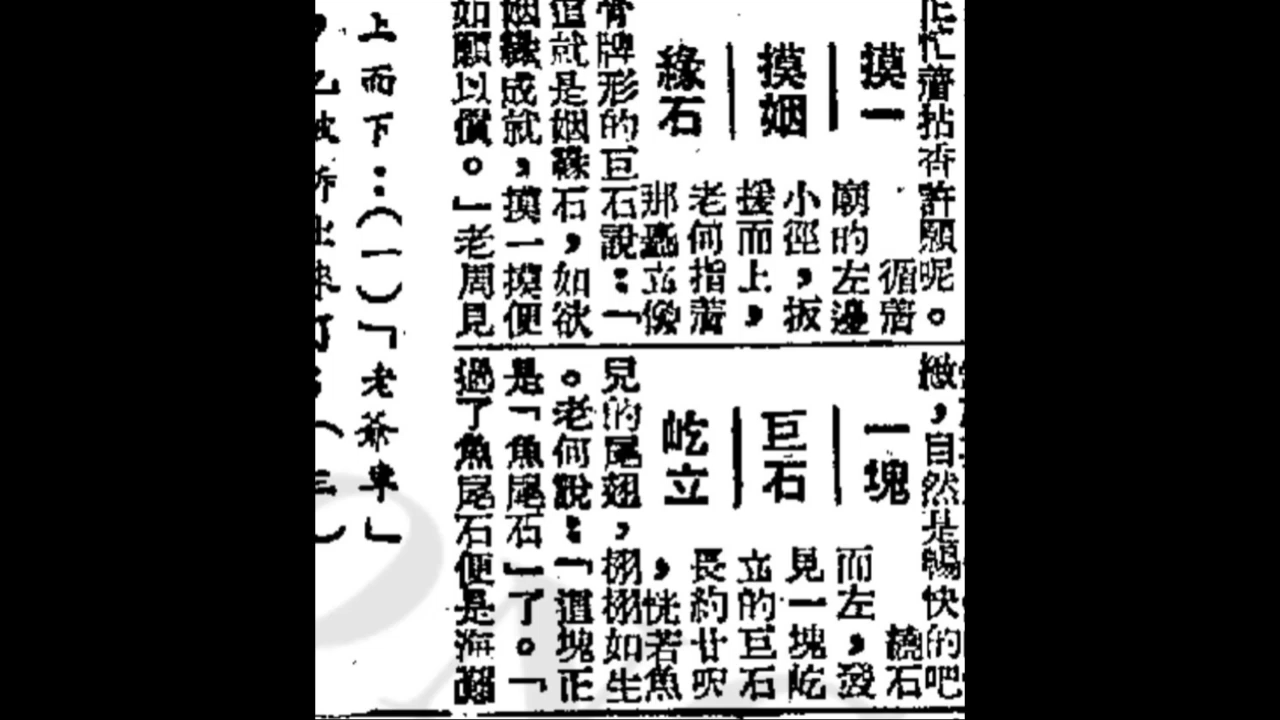 忙着拈香許願呢。
摸一
摸姻
緣石
循着
廟的左邊
小徑，扳
援而上，
老何指着
那矗立像
骨牌形的巨石說：「
這就是姻緣石，如欲
姻緣成就，摸一摸便
如願以償。」老周見
，自然是暢快的吧
一塊
巨石
屹立
繞石
而左，發
見一塊屹
立的巨石
長約廿呎
，恍若魚
兒的尾翅，栩栩如生
。老何說：「這塊正
是「魚尾石」了。「
過了魚尾石便是海
上而下：（一）「老爺車」
（三）